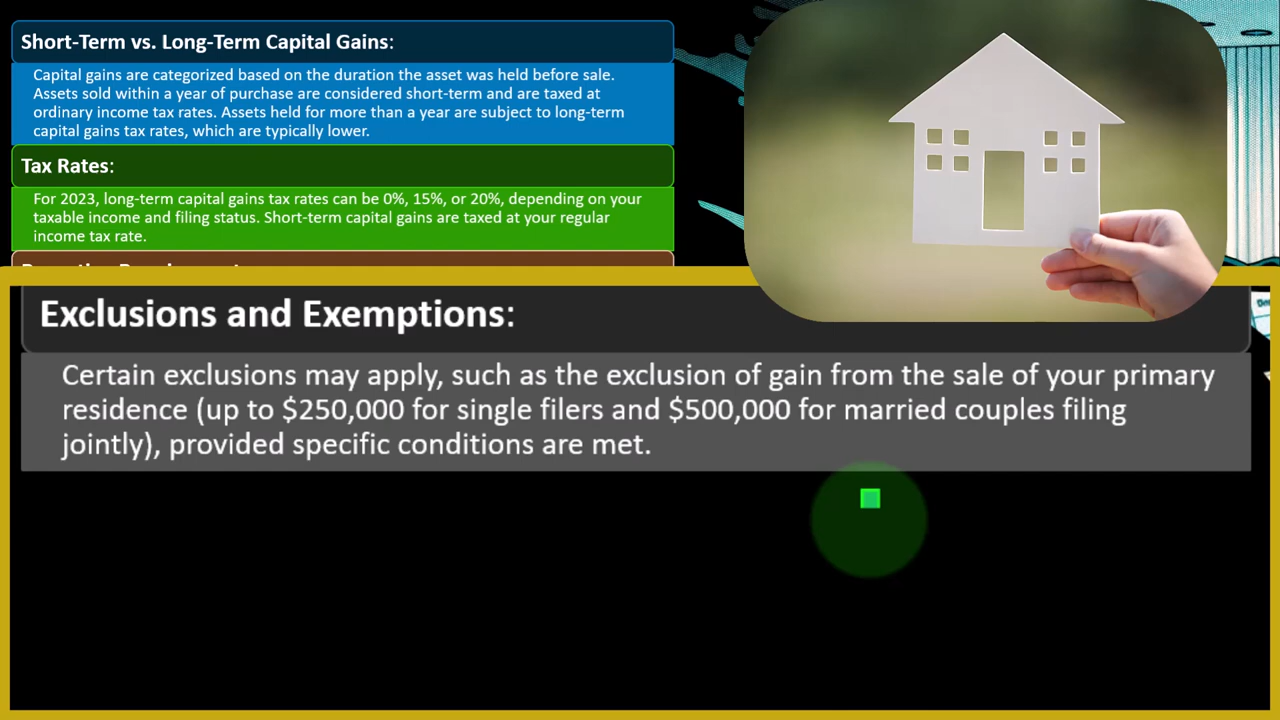 Short-Term vs. Long-Term Capital Gains:
Capital gains are categorized based on the duration the asset was held before sale.
Assets sold within a year of purchase are considered short-term and are taxed at
ordinary income tax rates. Assets held for more than a year are subject to long-term
capital gains tax rates, which are typically lower.
Tax Rates:
For 2023, long-term capital gains tax rates can be 0%, 15%, or 20%, depending on your
taxable income and filing status. Short-term capital gains are taxed at your regular
income tax rate.
Exclusions and Exemptions:
Certain exclusions may apply, such as the exclusion of gain from the sale of your primary
residence (up to $250,000 for single filers and $500,000 for married couples filing
jointly), provided specific conditions are met.